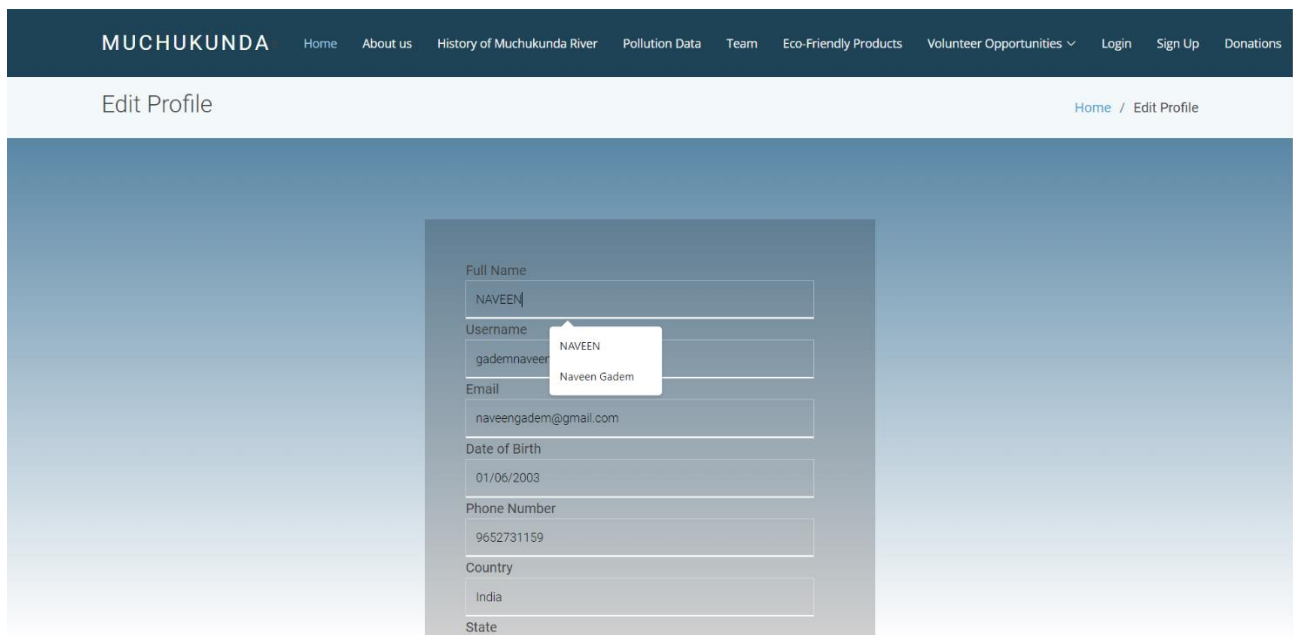 MUCHUKUNDA Home About us History of Muchukunda River Pollution Data Team Eco-Friendly Products Volunteer Opportunities Login Sign Up Donations
Edit Profile
Home / Edit Profile
Full Name
NAVEEN
Username
gademnaveen
NAVEEN
Naveen Gadem
Email
naveengadem@gmail.com
Date of Birth
01/06/2003
Phone Number
9652731159
Country
India
State